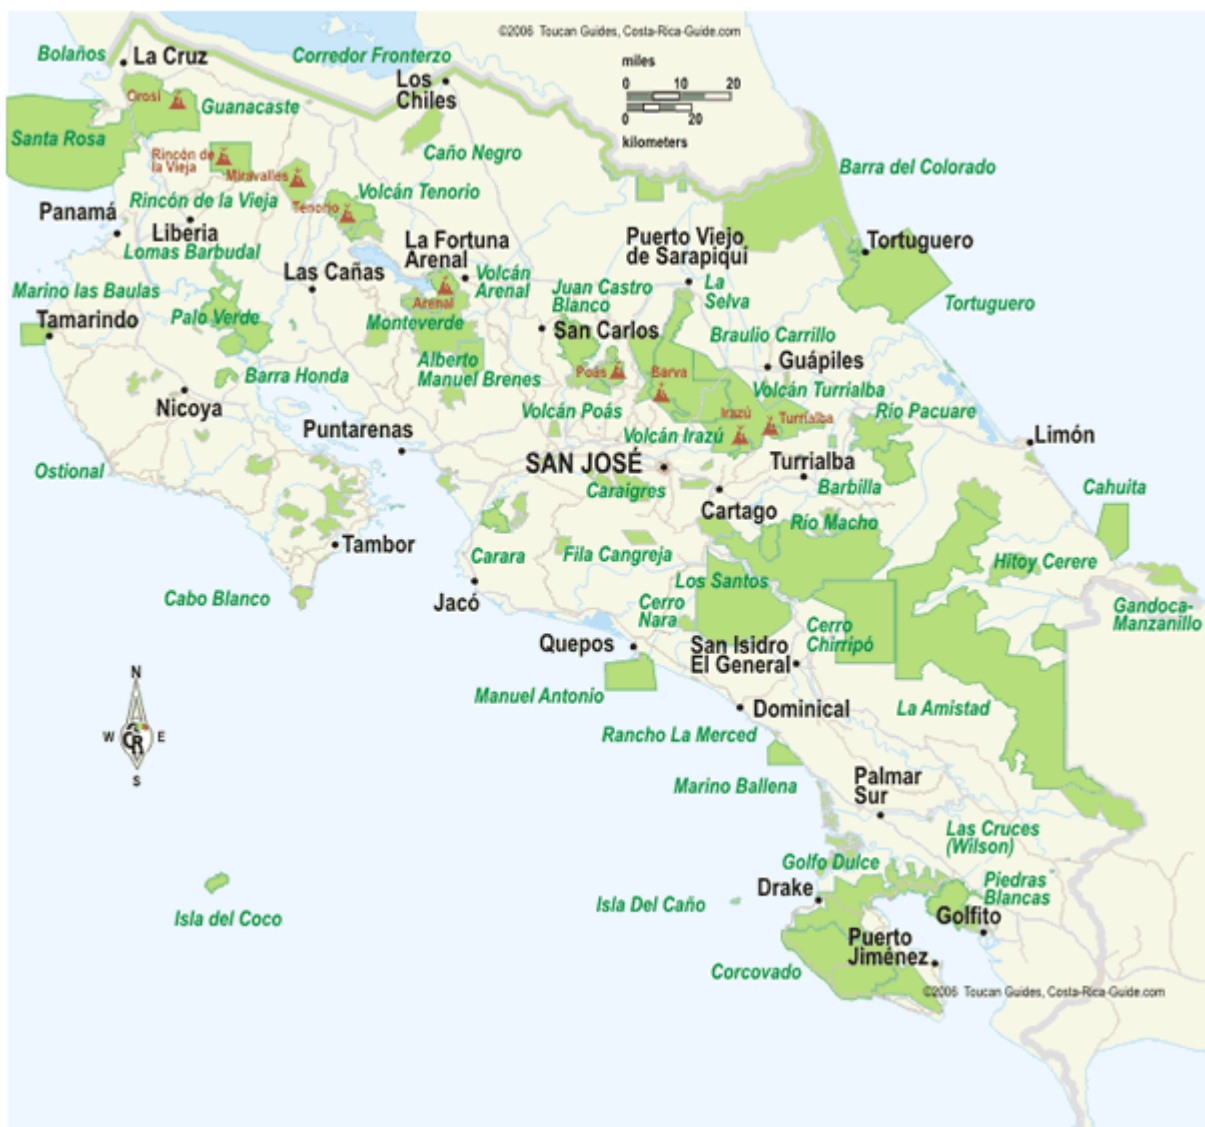 ©2006 Toucan Guides, Costa-Rica-Guide.com
Bolaños
La Cruz
Corredor Fronterzo
miles
0 10 20
0 20
kilometers
Los
Chiles
Orosi
Guanacaste
Santa Rosa
Caño Negro
Rincón de
la Vieja
Miravalles
Barra del Colorado
Rincón de la Vieja
Volcán Tenorio
Tenorio
Panamá
Liberia
Lomas Barbudal
La Fortuna
Arenal
Puerto Viejo
de Sarapiqui
Tortuguero
Las Cañas
Volcán
Arenal
Juan Castro
Blanco
La
Selva
Marino las Baulas
Arenal
Tortuguero
Tamarindo
Palo Verde
Monteverde
San Carlos
Braulio Carrillo
Guápiles
Alberto
Manuel Brenes
Poás
Barva
Barra Honda
Volcán Turrialba
Nicoya
Volcán Poás
Irazú
Turrialba
Río Pacuare
Puntarenas
Volcán Irazú
Limón
Ostional
SAN JOSÉ
Turrialba
Caraigres
Barbilla
Cahuita
Cartago
Río Macho
Tambor
Carara
Fila Cangreja
Hitoy Cerere
Los Santos
Cabo Blanco
Jacó
Cerro
Nara
Gandoca-
Manzanillo
Cerro
Chirripó
Quepos
San Isidro
El General
N
W
E
S
CR
Manuel Antonio
Dominical
La Amistad
Rancho La Merced
Marino Ballena
Palmar
Sur
Las Cruces
(Wilson)
Golfo Dulce
Piedras
Blancas
Drake
Isla Del Caño
Isla del Coco
Golfito
Puerto
Jiménez
Corcovado
©2006 Toucan Guides, Costa-Rica-Guide.com